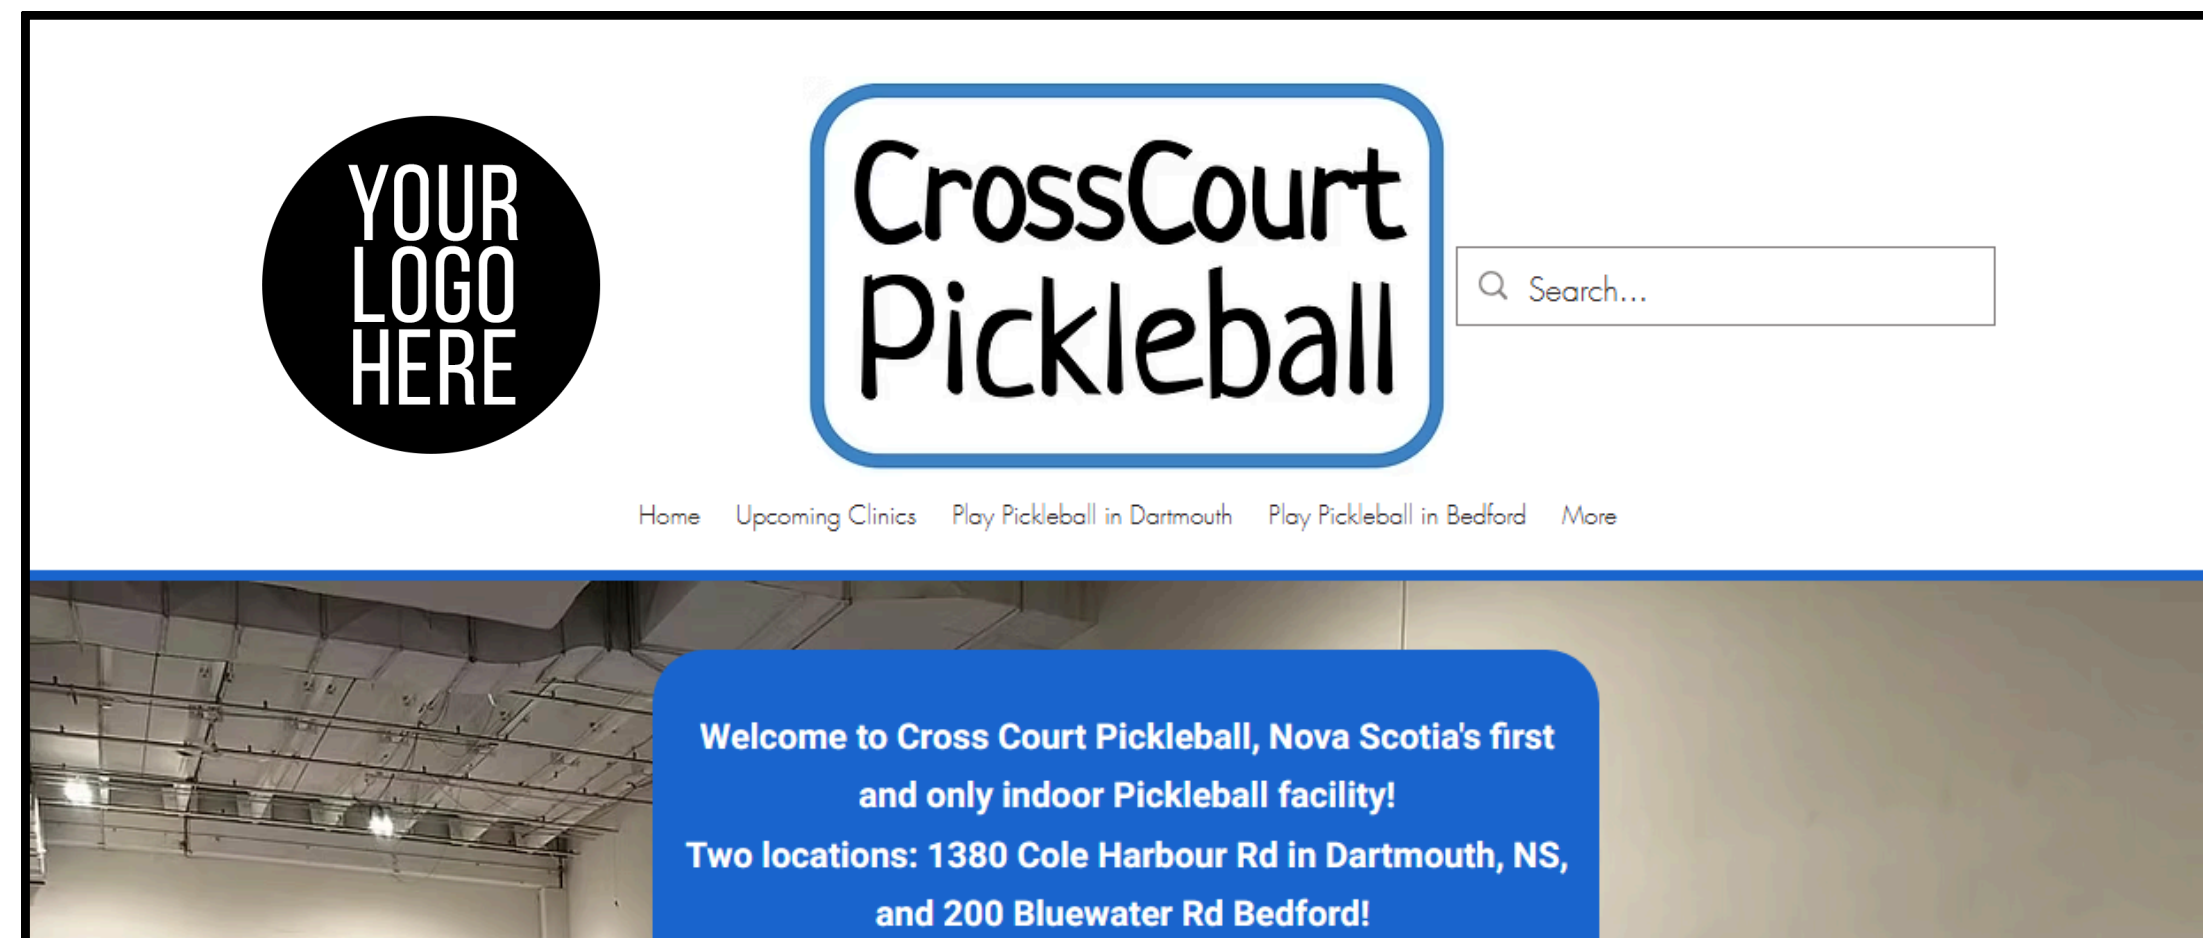 YOUR
LOGO
HERE
CrossCourt
Pickleball
Search...
Home Upcoming Clinics Play Pickleball in Dartmouth Play Pickleball in Bedford More
Welcome to Cross Court Pickleball, Nova Scotia's first
and only indoor Pickleball facility!
Two locations: 1380 Cole Harbour Rd in Dartmouth, NS,
and 200 Bluewater Rd Bedford!